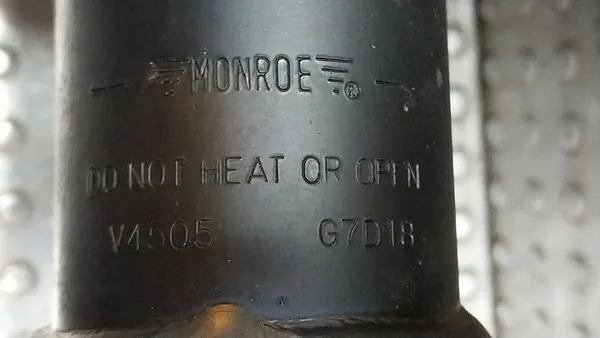 MONROE®
DO NOT HEAT OR OPEN
V4505 G7D18